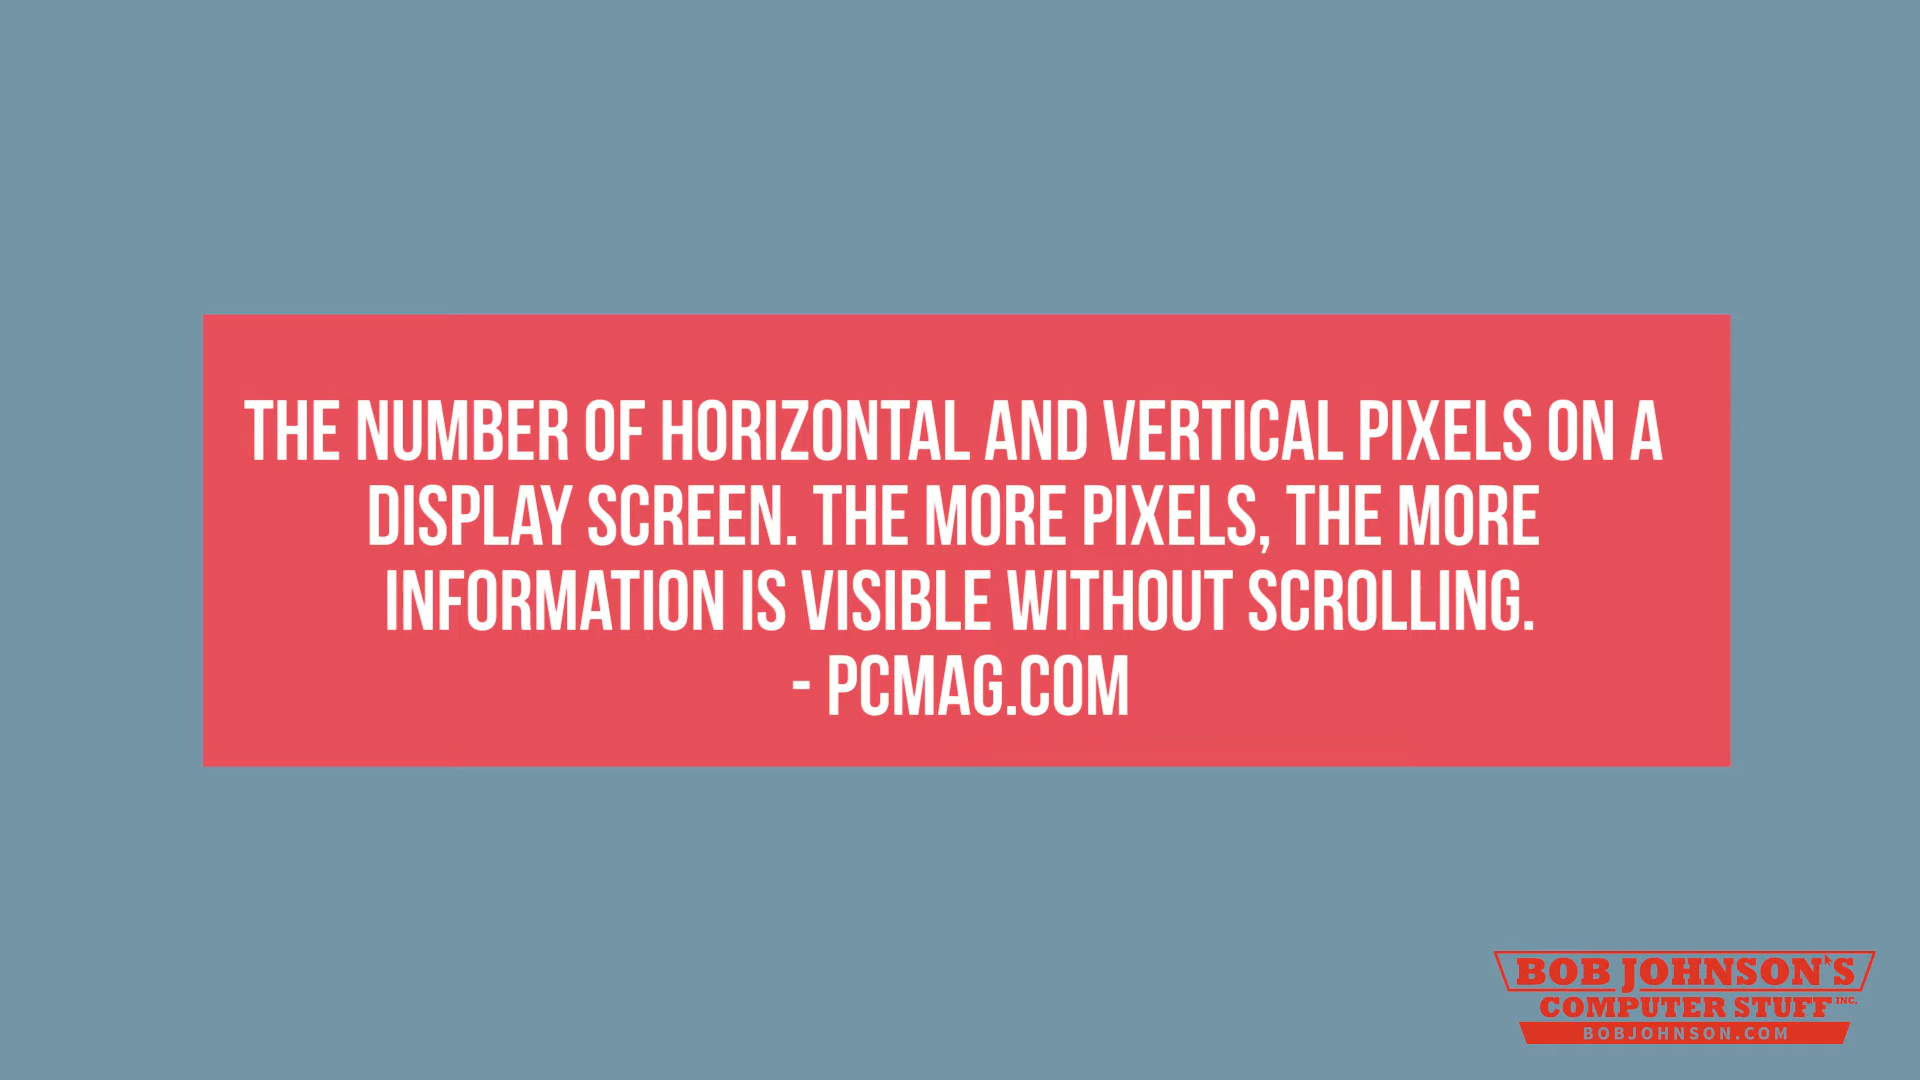 THE NUMBER OF HORIZONTAL AND VERTICAL PIXELS ON A
DISPLAY SCREEN. THE MORE PIXELS, THE MORE
INFORMATION IS VISIBLE WITHOUT SCROLLING.
- PCMAG.COM
BOB JOHNSON'S
COMPUTER STUFF INC.
BOBJOHNSON.COM